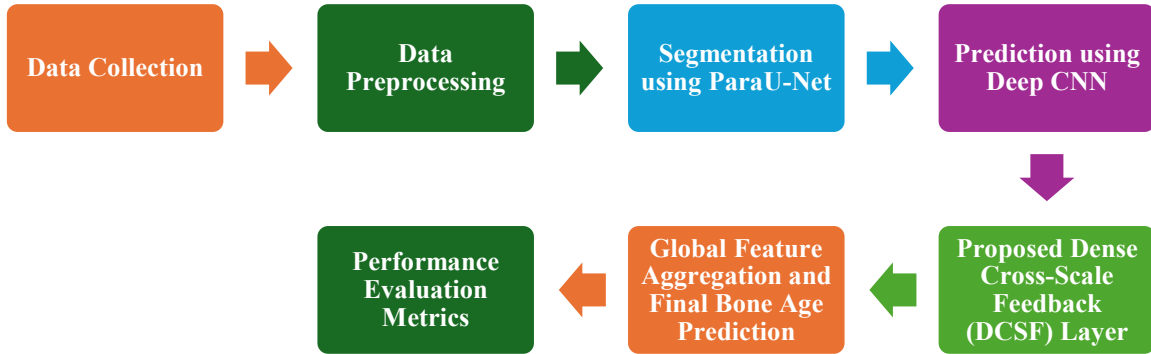 Data Collection
Data
Preprocessing
Segmentation
using ParaU-Net
Prediction using
Deep CNN
Proposed Dense
Cross-Scale
Feedback
(DCSF) Layer
Global Feature
Aggregation and
Final Bone Age
Prediction
Performance
Evaluation
Metrics